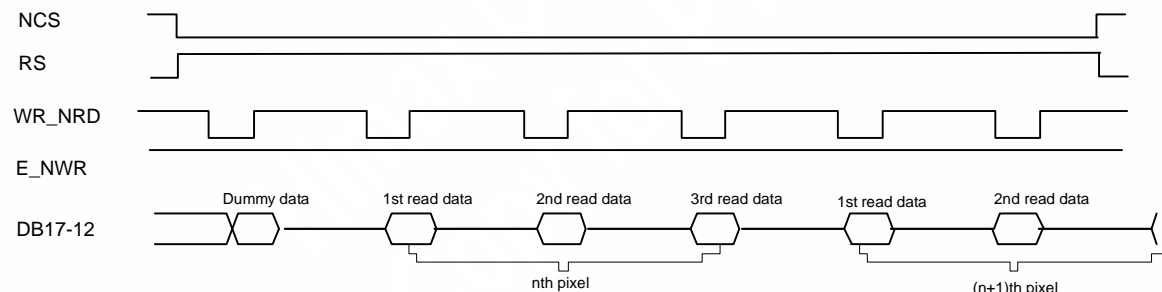 NCS
RS
WR_NRD
E_NWR
Dummy data 1st read data 2nd read data 3rd read data 1st read data 2nd read data
DB17-12
nth pixel (n+1)th pixel